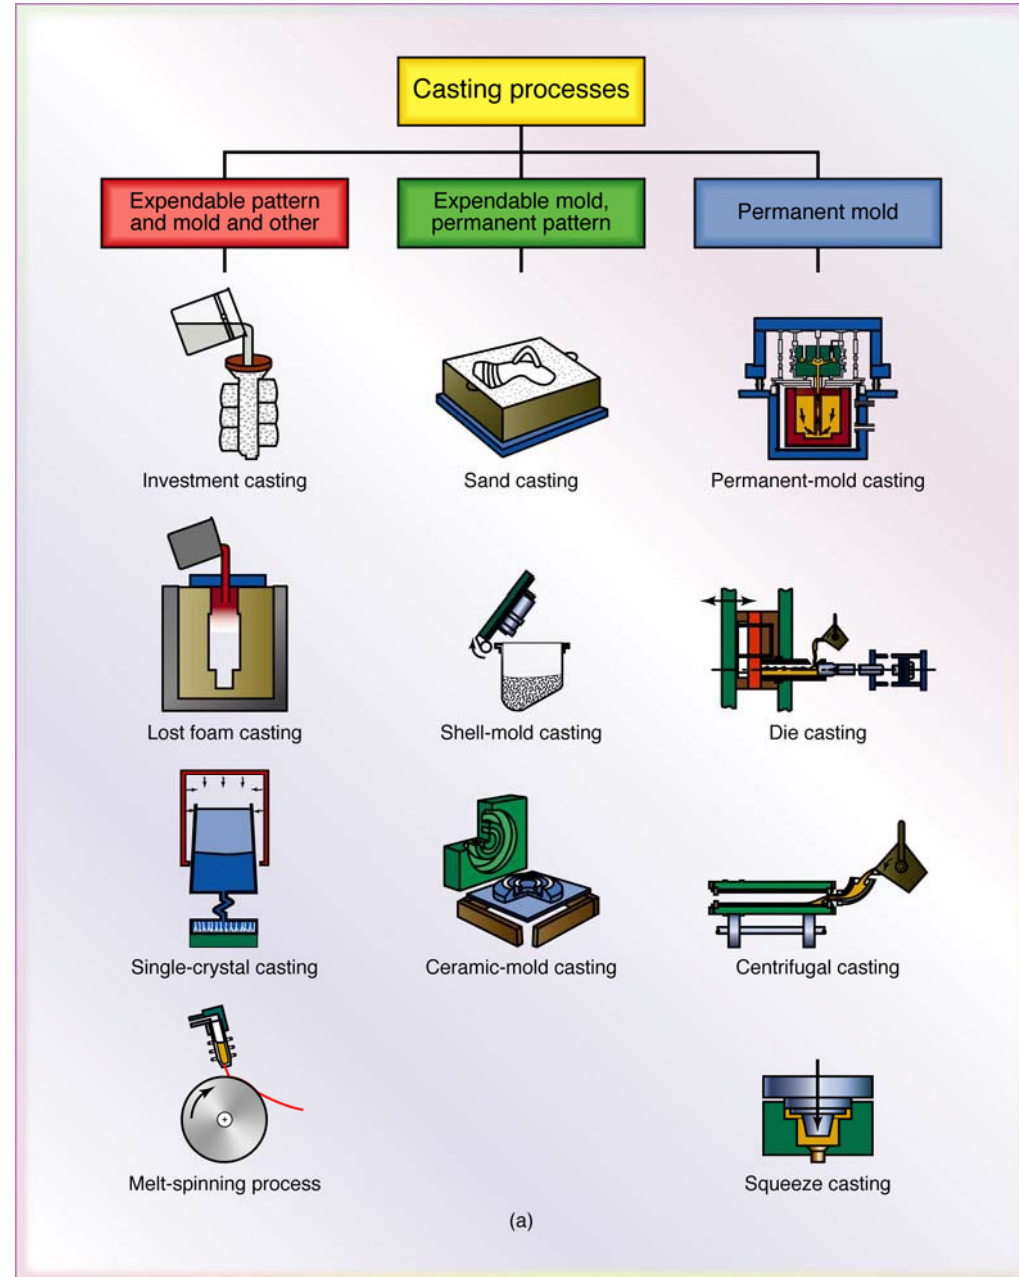 Casting processes
Expendable pattern
and mold and other
Expendable mold,
permanent pattern
Permanent mold
Investment casting
Sand casting
Permanent-mold casting
Lost foam casting
Shell-mold casting
Die casting
Single-crystal casting
Ceramic-mold casting
Centrifugal casting
Melt-spinning process
Squeeze casting
(a)